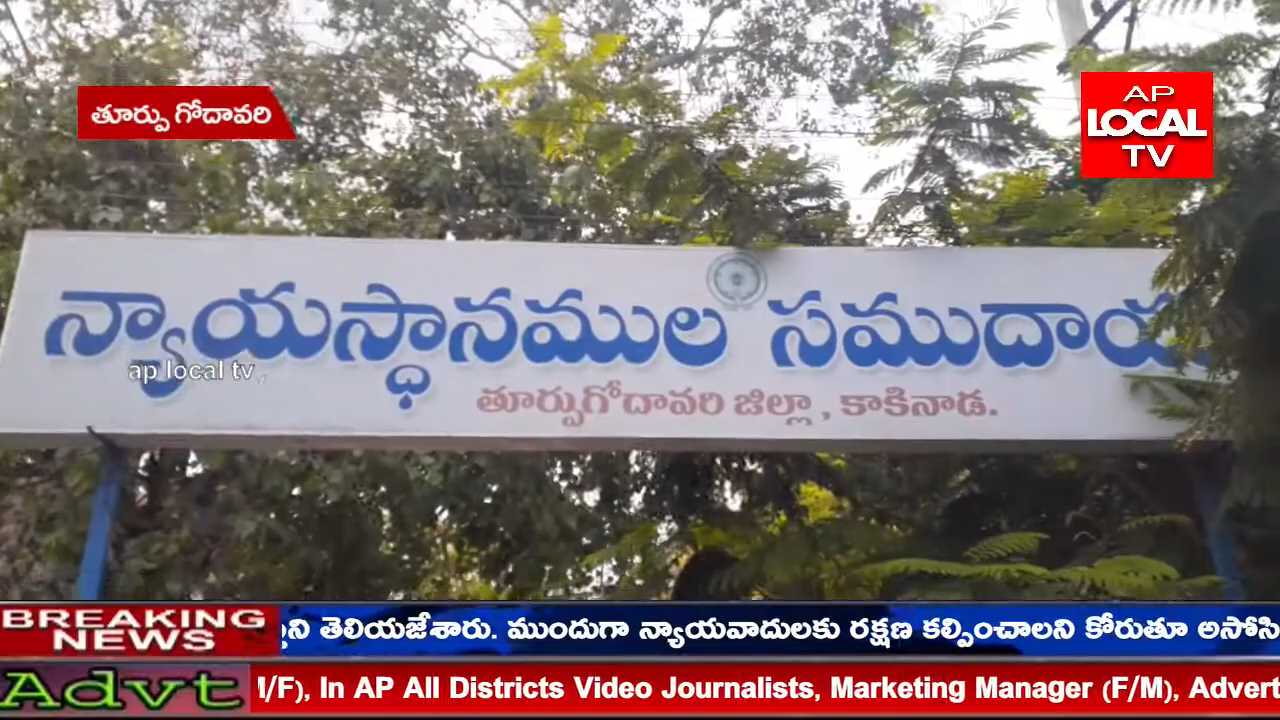 తూర్పు గోదావరి
AP
LOCAL
TV
న్యాయస్థానముల సముదాయ
ap local tv
తూర్పుగోదావరి జిల్లా, కాకినాడ.
BREAKING
NEWS
ని తెలియజేశారు. ముందుగా న్యాయవాదులకు రక్షణ కల్పించాలని కోరుతూ అసోసి
Advt
/F), In AP All Districts Video Journalists, Marketing Manager (F/M), Advert